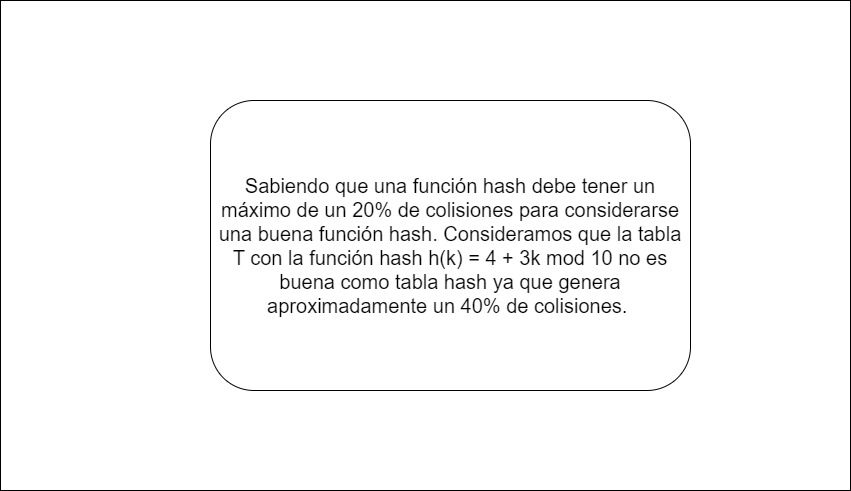 Sabiendo que una función hash debe tener un
máximo de un 20% de colisiones para considerarse
una buena función hash. Consideramos que la tabla
T con la función hash h(k) = 4 + 3k mod 10 no es
buena como tabla hash ya que genera
aproximadamente un 40% de colisiones.